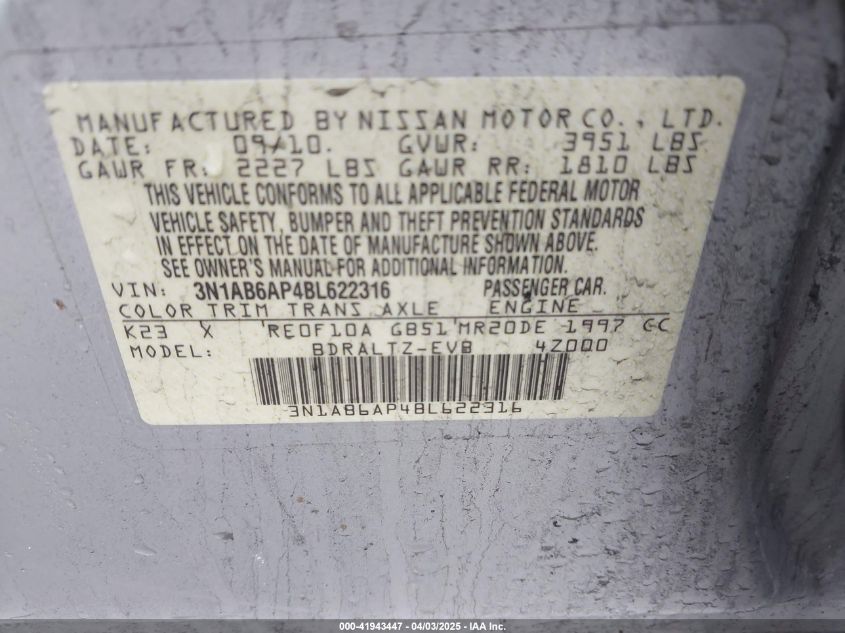 MANUFACTURED BY NISSAN MOTOR CO., LTD.
DATE: 09/10. GVWR: 3951 LBS
GAWR FR: 2227 LBS GAWR RR: 1810 LBS
THIS VEHICLE CONFORMS TO ALL APPLICABLE FEDERAL MOTOR
VEHICLE SAFETY, BUMPER AND THEFT PREVENTION STANDARDS
IN EFFECT ON THE DATE OF MANUFACTURE SHOWN ABOVE.
SEE OWNER'S MANUAL FOR ADDITIONAL INFORMATION.
VIN: 3N1AB6AP4BL622316 PASSENGER CAR.
COLOR TRIM TRANS AXLE ENGINE
K23 X RE0F10A GB51 MR20DE 1997 CC
MODEL: BDRALTZ-EVB 4Z000
3N1AB6AP4BL622316
000-41943447 - 04/03/2025 - IAA Inc.